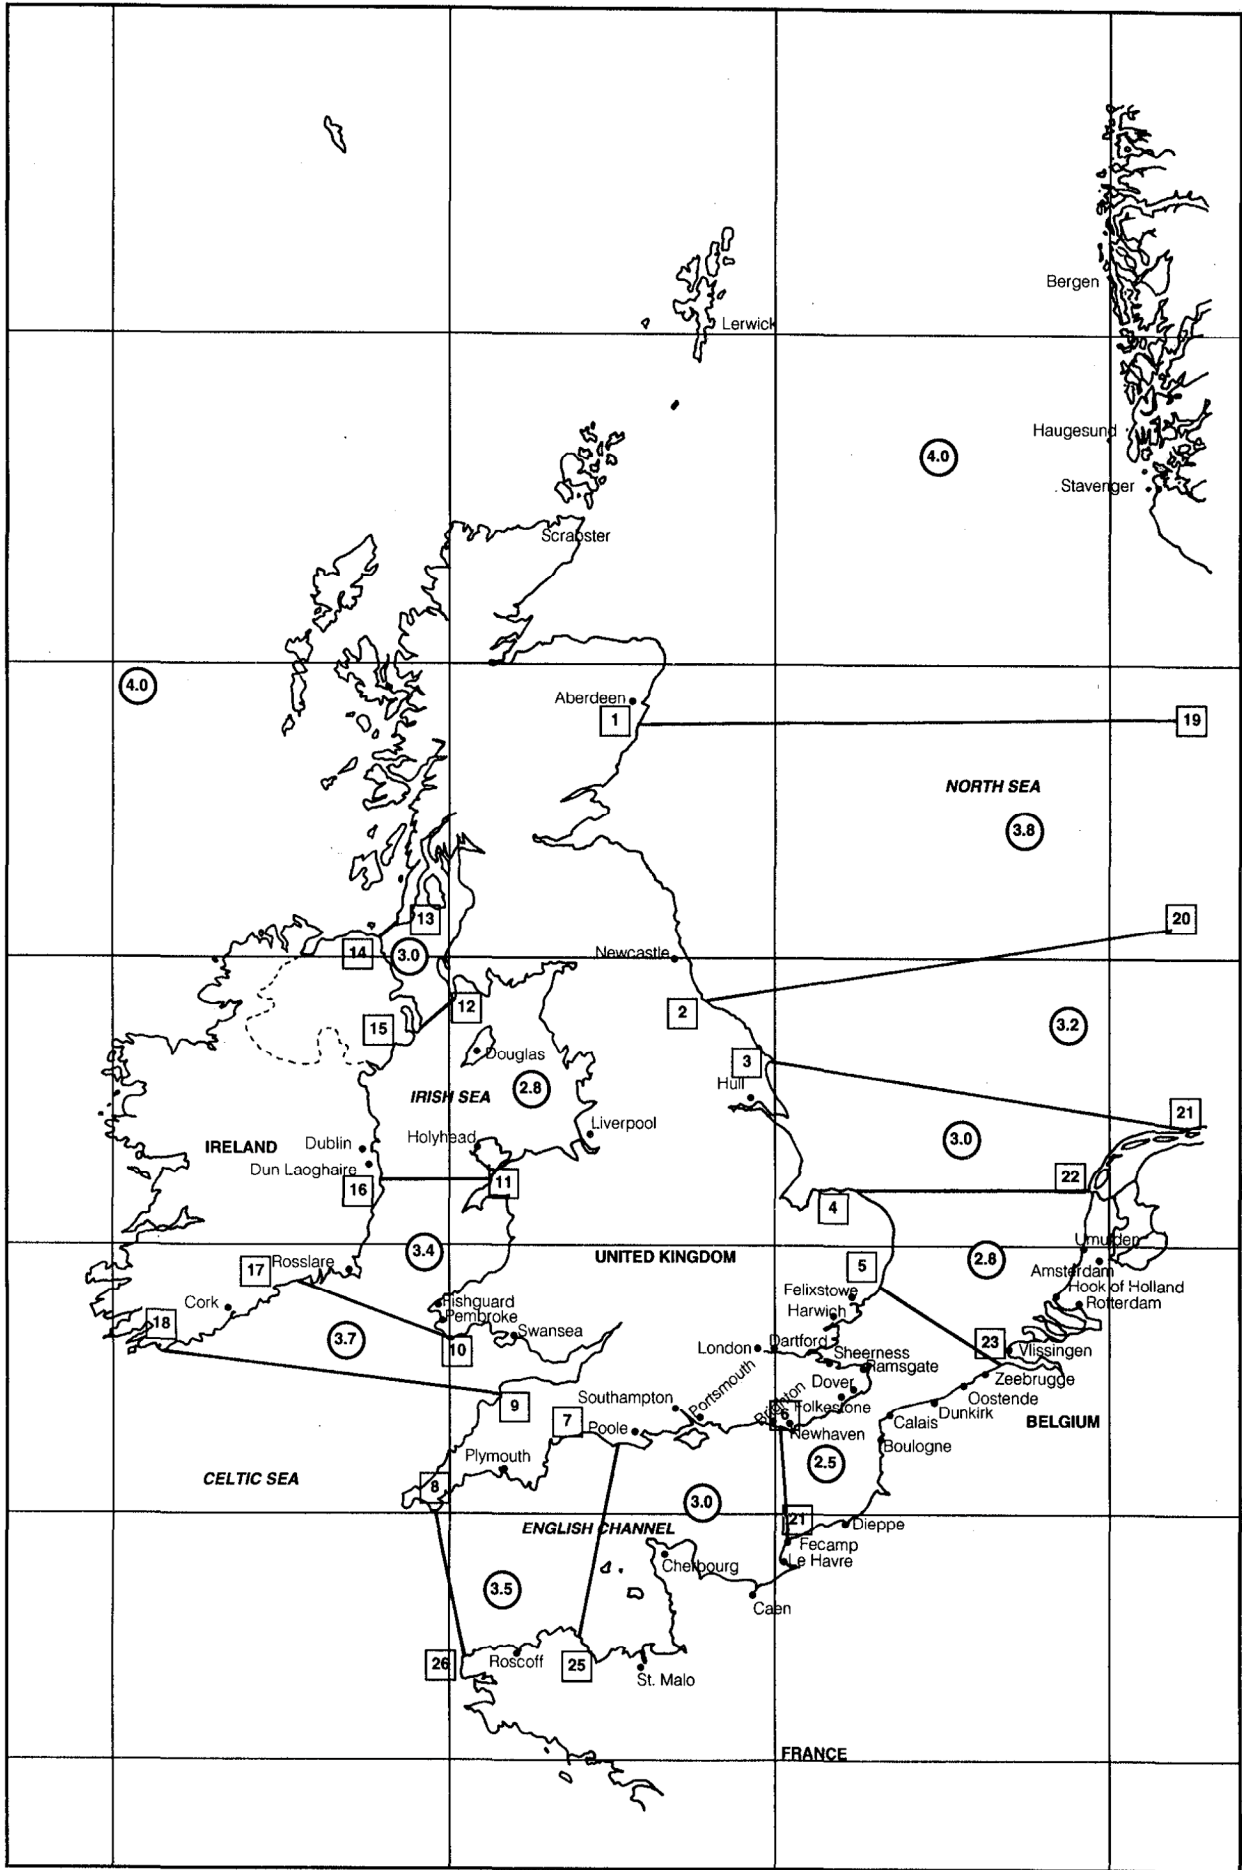 Bergen
Lerwick
Haugesund
4.0
Stavenger
Scrabster
4.0
Aberdeen
1
19
NORTH SEA
3.8
13
20
14
3.0
Newcastle
12
2
15
3.2
Douglas
3
IRISH SEA
2.8
Hull
21
Liverpool
IRELAND
Dublin
Holyhead
3.0
Dun Laoghaire
16
11
22
4
Umuiden
3.4
UNITED KINGDOM
2.8
17
Rosslare
5
Amsterdam
Felixstowe
Hook of Holland
Cork
Fishguard
Harwich
Rotterdam
18
Pembroke
3.7
Swansea
10
London
Dartford
23
Vlissingen
Sheerness
Ramsgate
Zeebrugge
9
Southampton
Portsmouth
Dover
Oostende
7
Poole
Brighton
6
Folkestone
Dunkirk
Calais
BELGIUM
Newhaven
Boulogne
Plymouth
2.5
CELTIC SEA
8
3.0
ENGLISH CHANNEL
21
Dieppe
Fecamp
Cherbourg
Le Havre
3.5
Caen
26
Roscoff
25
St. Malo
FRANCE